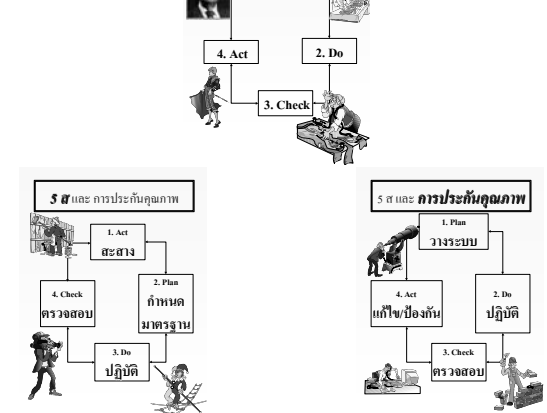 4. Act
2. Do
3. Check
5 ส และ การประกันคุณภาพ
1. Act
สะสาง
2. Plan
กำหนด
มาตรฐาน
4. Check
ตรวจสอบ
3. Do
ปฏิบัติ
5 ส และ การประกันคุณภาพ
1. Plan
วางระบบ
2. Do
ปฏิบัติ
4. Act
แก้ไข/ป้องกัน
3. Check
ตรวจสอบ